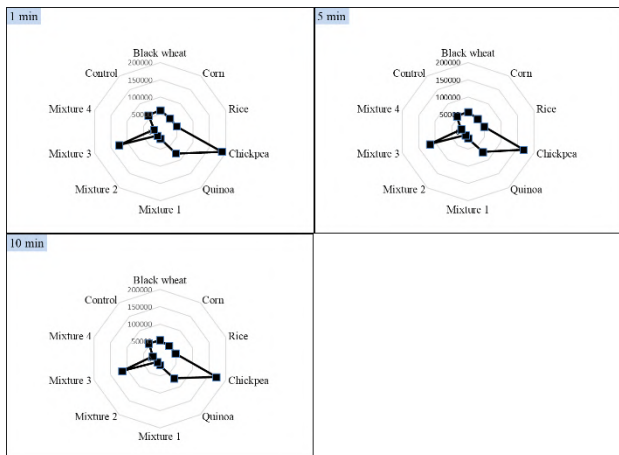 1 min
Black wheat
200000
150000
100000
50000
0
Control
Corn
Mixture 4
Rice
Mixture 3
Chickpea
Mixture 2
Quinoa
Mixture 1
5 min
Black wheat
200000
150000
100000
50000
0
Control
Corn
Mixture 4
Rice
Mixture 3
Chickpea
Mixture 2
Quinoa
Mixture 1
10 min
Black wheat
200000
150000
100000
50000
Control
Corn
Mixture 4
Rice
Mixture 3
Chickpea
Mixture 2
Quinoa
Mixture 1